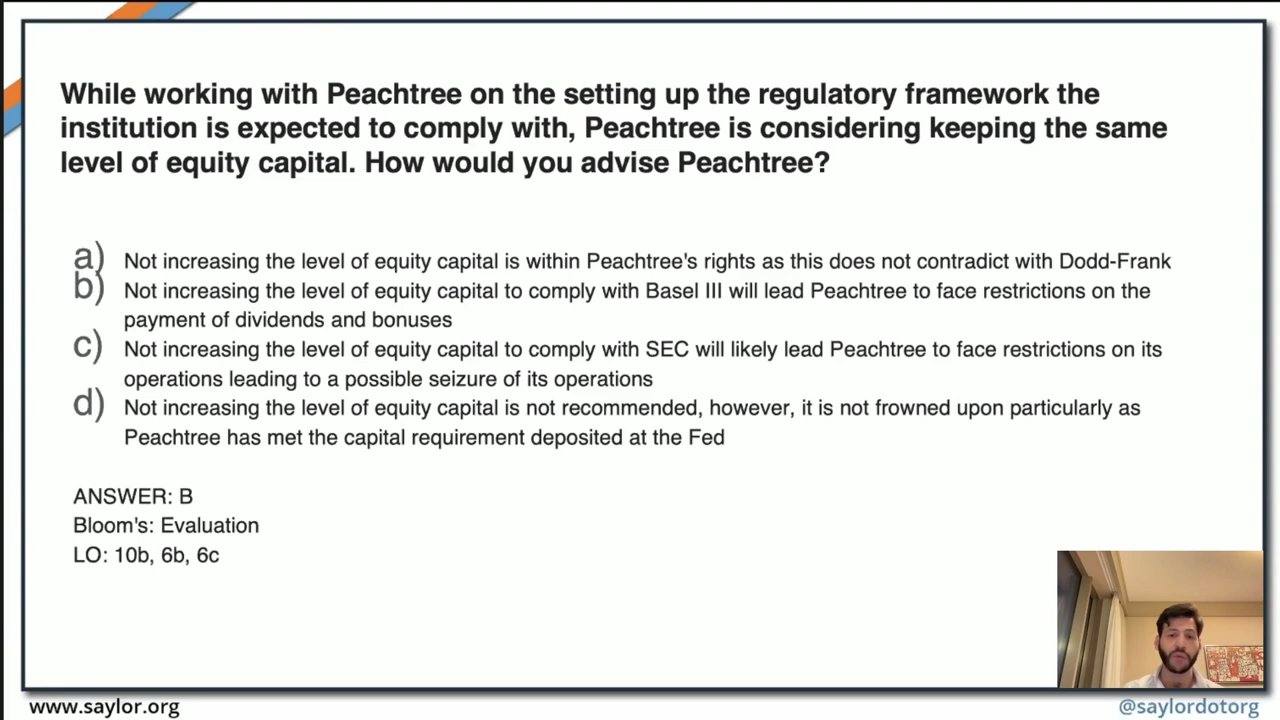 While working with Peachtree on the setting up the regulatory framework the
institution is expected to comply with, Peachtree is considering keeping the same
level of equity capital. How would you advise Peachtree?
a) Not increasing the level of equity capital is within Peachtree's rights as this does not contradict with Dodd-Frank
b) Not increasing the level of equity capital to comply with Basel III will lead Peachtree to face restrictions on the
payment of dividends and bonuses
c) Not increasing the level of equity capital to comply with SEC will likely lead Peachtree to face restrictions on its
operations leading to a possible seizure of its operations
d) Not increasing the level of equity capital is not recommended, however, it is not frowned upon particularly as
Peachtree has met the capital requirement deposited at the Fed
ANSWER: B
Bloom's: Evaluation
LO: 10b, 6b, 6c
www.saylor.org
@saylordotorg